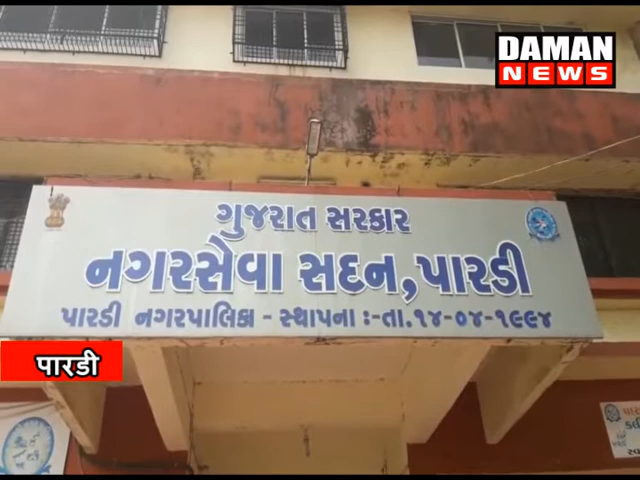 DAMAN
NEWS
ગુજરાત સરકાર
નગરસેવા સદન, પારડી
પારડી નગરપાલિકા - સ્થાપના :-તા.૧૪-૦૪-૧૯૯૪
પારડી